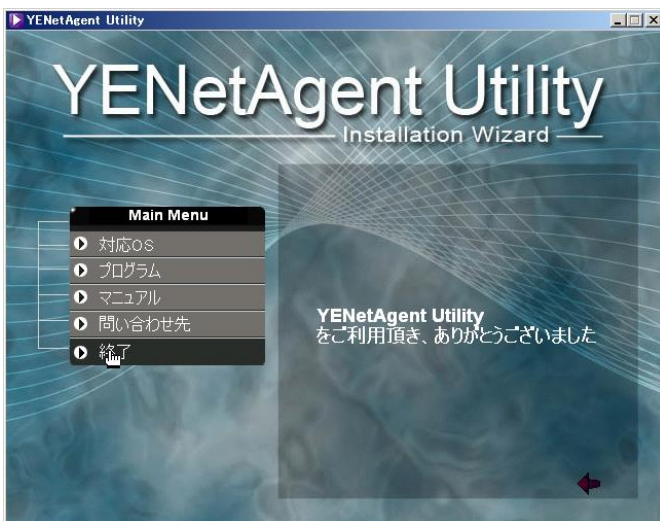 YENetAgent Utility
YENetAgent Utility
Installation Wizard
Main Menu
対応OS
プログラム
マニュアル
問い合わせ先
終了
YENetAgent Utility
をご利用頂き、ありがとうございました